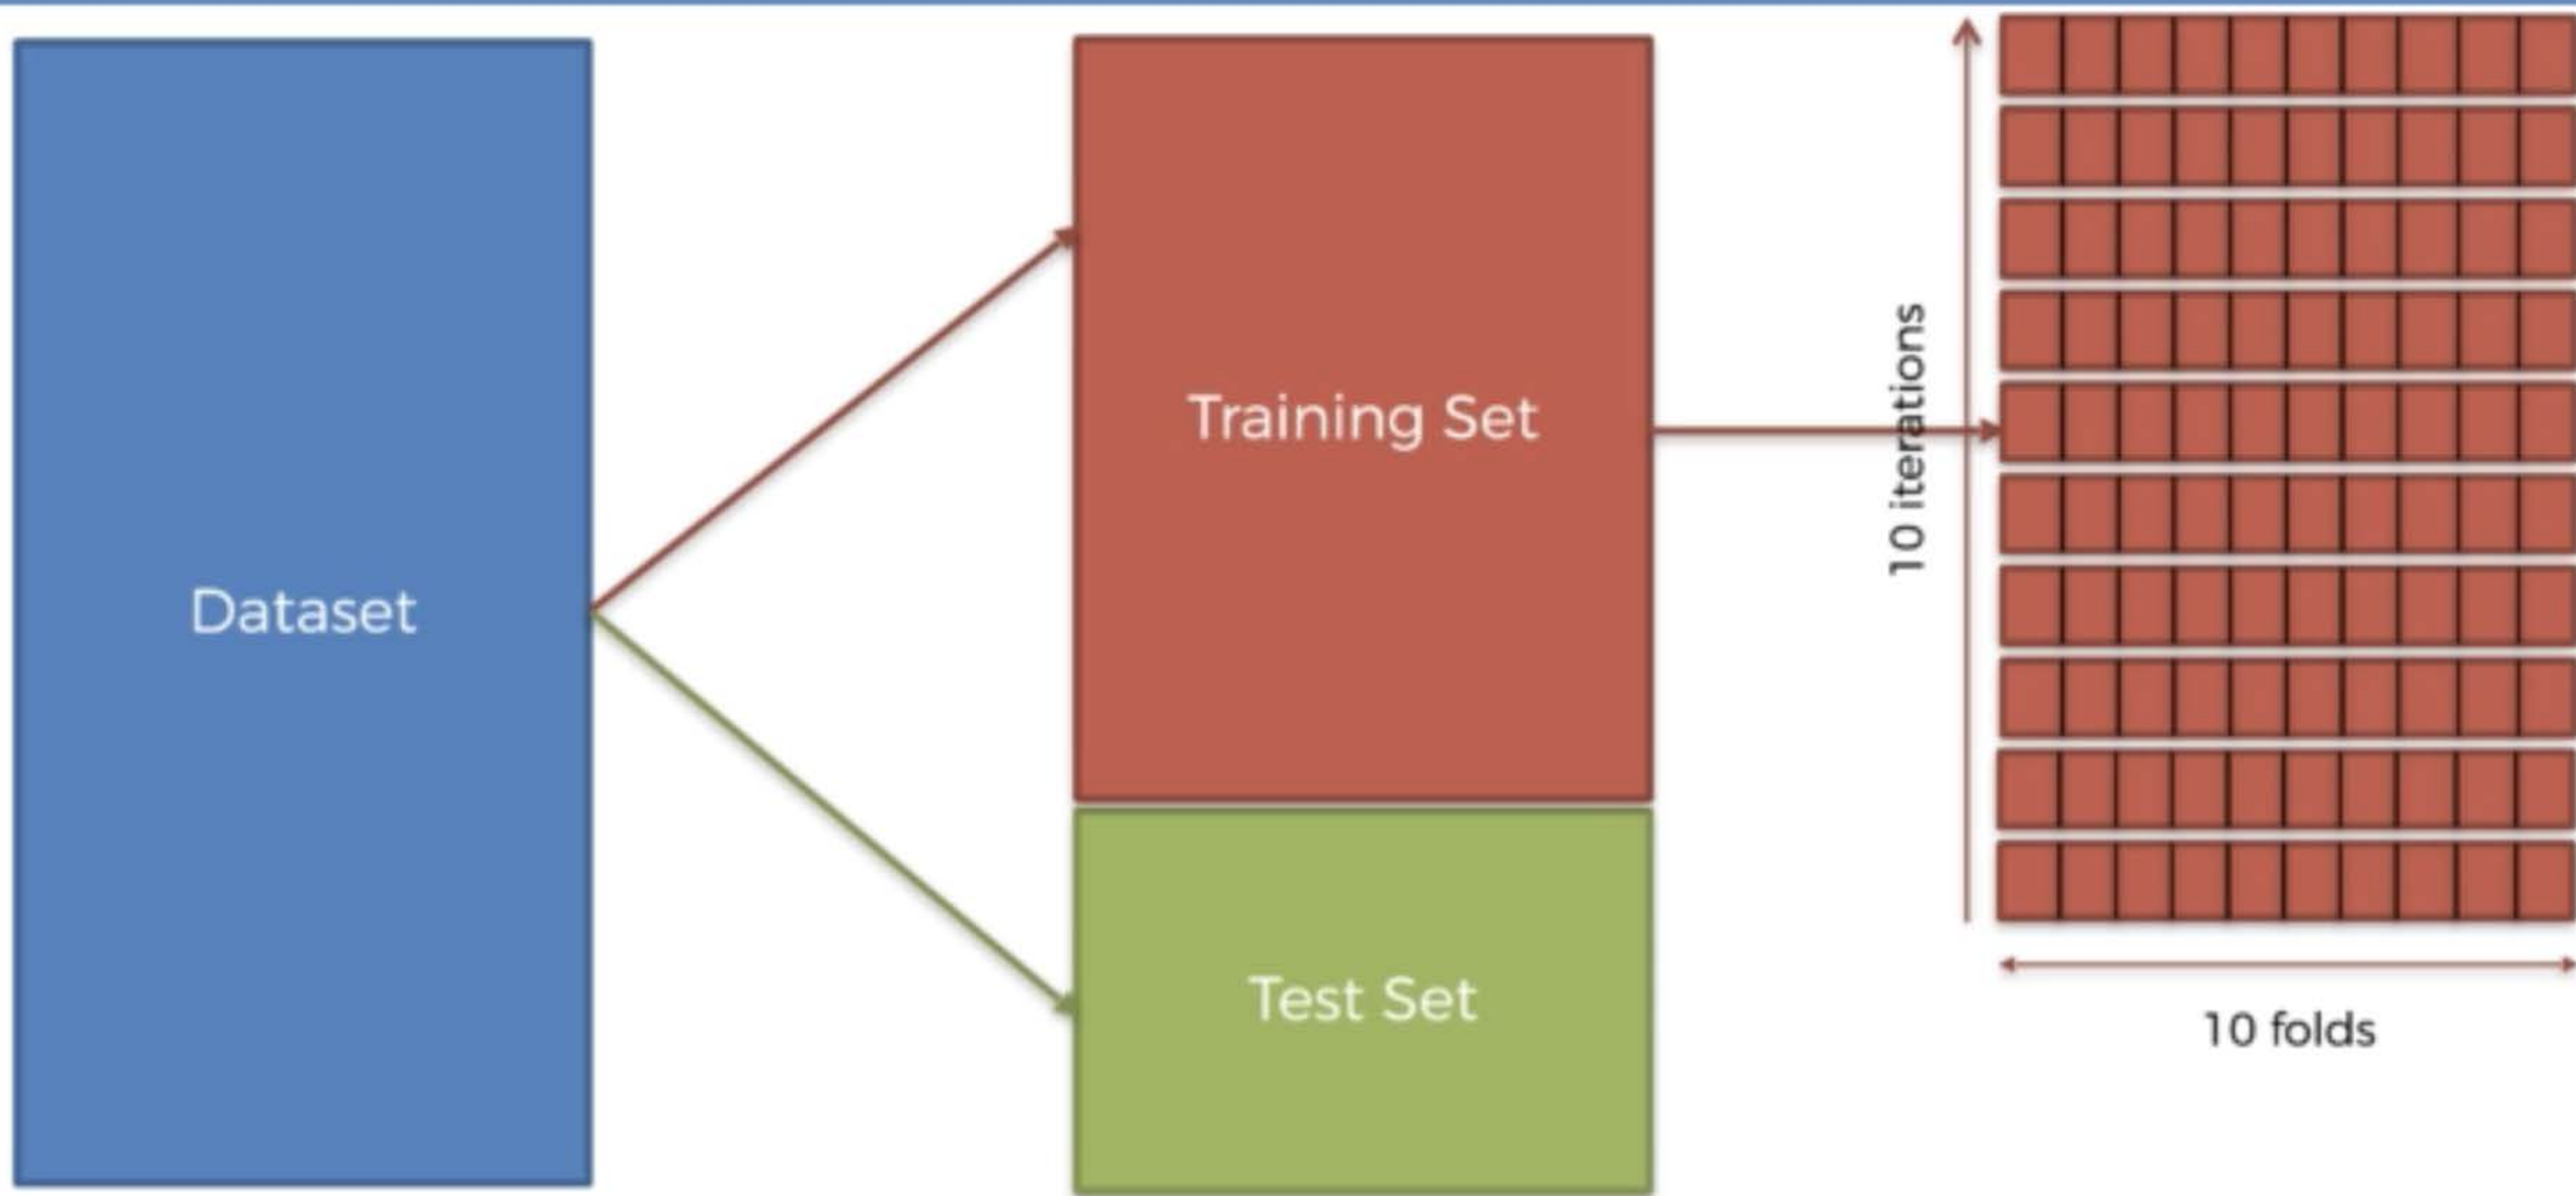 Dataset
Training Set
Test Set
10 iterations
10 folds